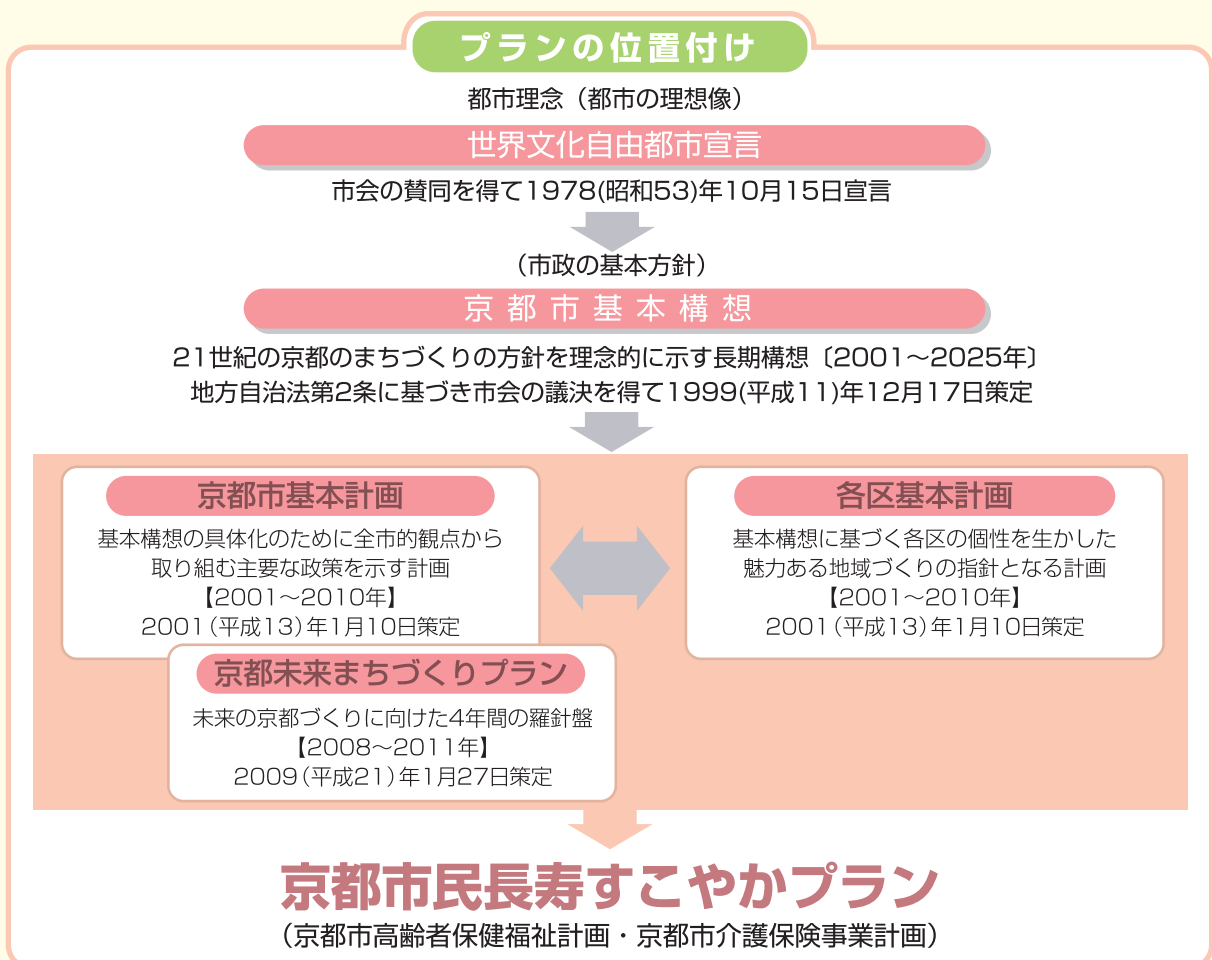 プランの位置付け
都市理念（都市の理想像）
世界文化自由都市宣言
市会の賛同を得て1978(昭和53)年10月15日宣言
（市政の基本方針）
京都市基本構想
21世紀の京都のまちづくりの方針を理念的に示す長期構想〔2001～2025年〕
地方自治法第2条に基づき市会の議決を得て1999(平成11)年12月17日策定
京都市基本計画
基本構想の具体化のために全市的観点から
取り組む主要な政策を示す計画
【2001～2010年】
2001（平成13）年1月10日策定
各区基本計画
基本構想に基づく各区の個性を生かした
魅力ある地域づくりの指針となる計画
【2001～2010年】
2001（平成13）年1月10日策定
京都未来まちづくりプラン
未来の京都づくりに向けた4年間の羅針盤
【2008～2011年】
2009（平成21）年1月27日策定
京都市民長寿すこやかプラン
（京都市高齢者保健福祉計画・京都市介護保険事業計画）